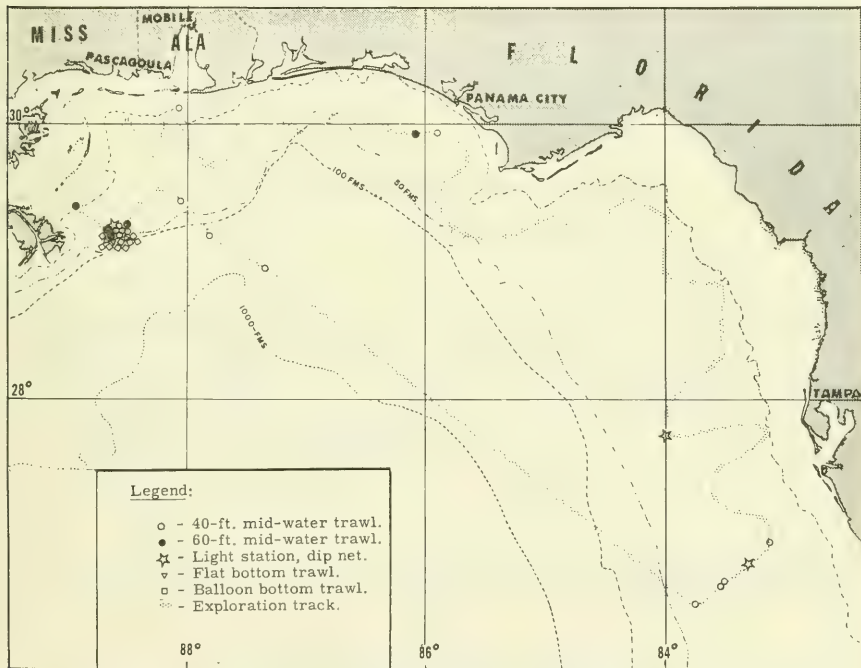 MISS
MOBILE
ALA
PASCAGOULA
FLORIDA
PANAMA CITY
30°
100 FMS.
50 FMS.
1000-FMS.
28°
TAMPA
Legend:
- 40-ft. mid-water trawl.
- 60-ft. mid-water trawl.
- Light station, dip net.
- Flat bottom trawl.
- Balloon bottom trawl.
- Exploration track.
88°
86°
84°